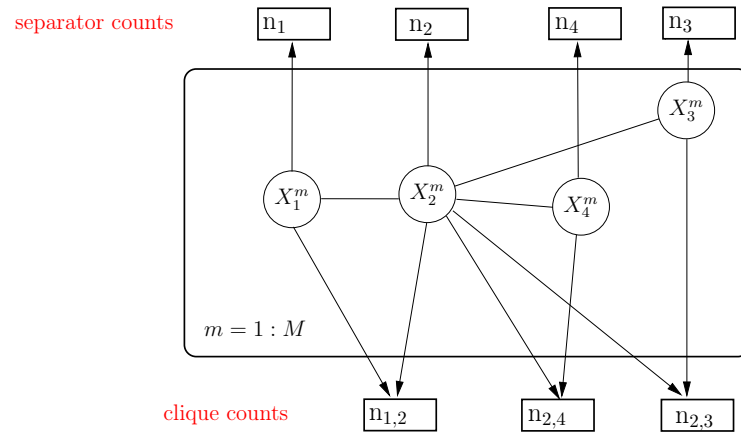 separator counts n₁ n₂ n₄ n₃
X₃ᵐ
X₁ᵐ X₂ᵐ X₄ᵐ
m = 1 : M
clique counts n₁,₂ n₂,₄ n₂,₃